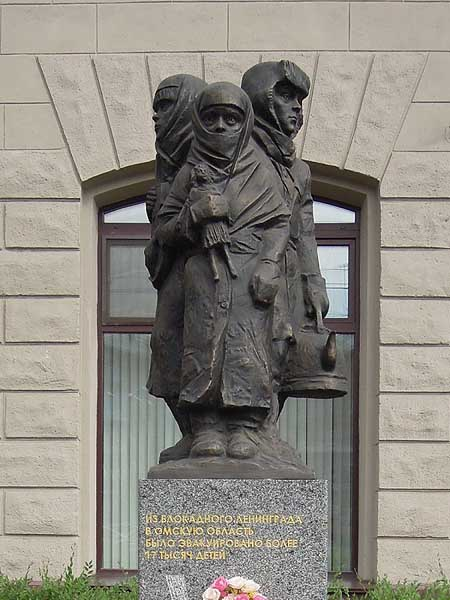 ИЗ БЛОКАДНОГО ЛЕНИНГРАДА
В ОМСКУЮ ОБЛАСТЬ
БЫЛО ЭВАКУИРОВАНО БОЛЕЕ
17 ТЫСЯЧ ДЕТЕЙ